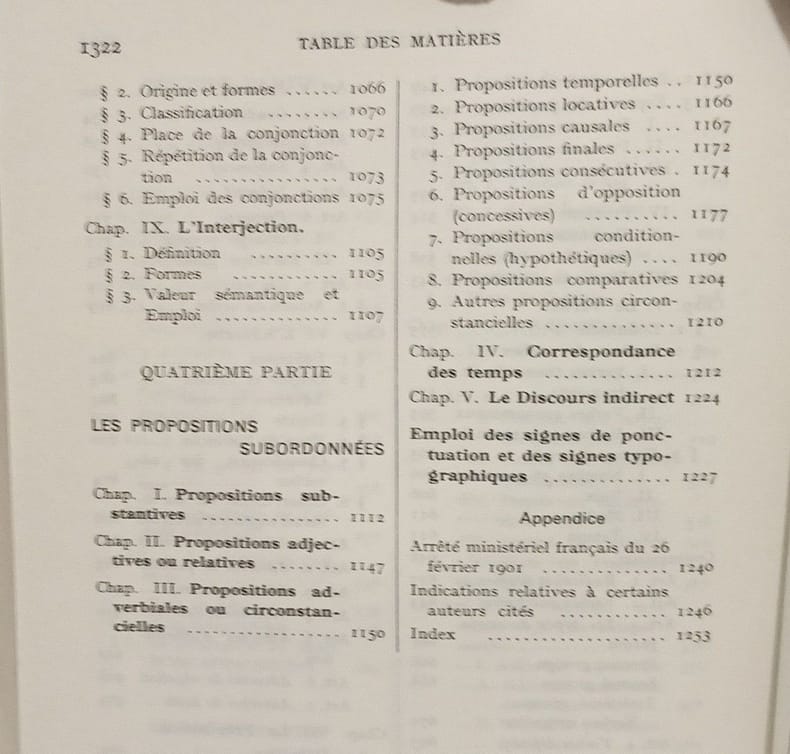 1322
TABLE DES MATIÈRES
§ 2. Origine et formes ...... 1066
§ 3. Classification ........ 1070
§ 4. Place de la conjonction 1072
§ 5. Répétition de la conjonc-
tion ................ 1073
§ 6. Emploi des conjonctions 1075
Chap. IX. L'Interjection.
§ 1. Définition .......... 1105
§ 2. Formes ............ 1105
§ 3. Valeur sémantique et
Emploi .............. 1107
QUATRIÈME PARTIE
LES PROPOSITIONS
SUBORDONNÉES
Chap. I. Propositions sub-
stantives ................ 1112
Chap. II. Propositions adjec-
tives ou relatives ........ 1147
Chap. III. Propositions ad-
verbiales ou circonstan-
cielles .................. 1150
1. Propositions temporelles .. 1150
2. Propositions locatives .... 1166
3. Propositions causales .... 1167
4. Propositions finales ...... 1172
5. Propositions consécutives . 1174
6. Propositions d'opposition
(concessives) .......... 1177
7. Propositions condition-
nelles (hypothétiques) .... 1190
8. Propositions comparatives 1204
9. Autres propositions circon-
stancielles .............. 1210
Chap. IV. Correspondance
des temps .............. 1212
Chap. V. Le Discours indirect 1224
Emploi des signes de ponc-
tuation et des signes typo-
graphiques .............. 1227
Appendice
Arrêté ministériel français du 26
février 1901 .............. 1240
Indications relatives à certains
auteurs cités ............ 1246
Index .................... 1253